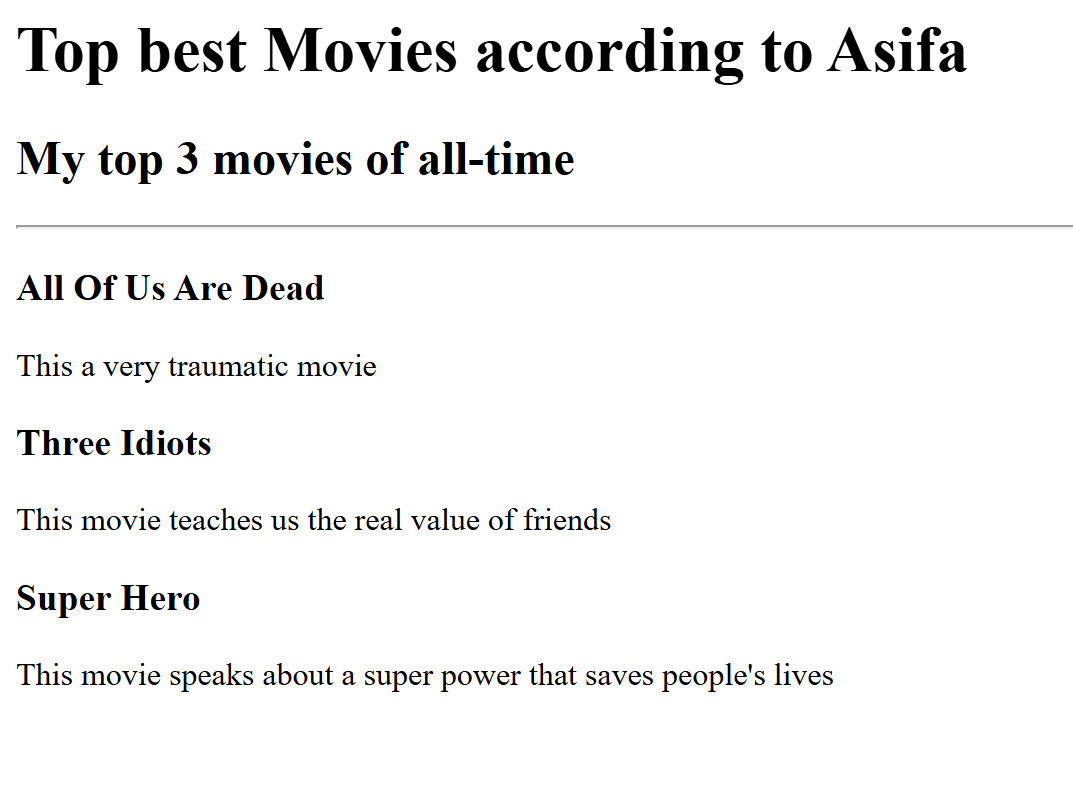 Top best Movies according to Asifa
My top 3 movies of all-time
All Of Us Are Dead
This a very traumatic movie
Three Idiots
This movie teaches us the real value of friends
Super Hero
This movie speaks about a super power that saves people's lives